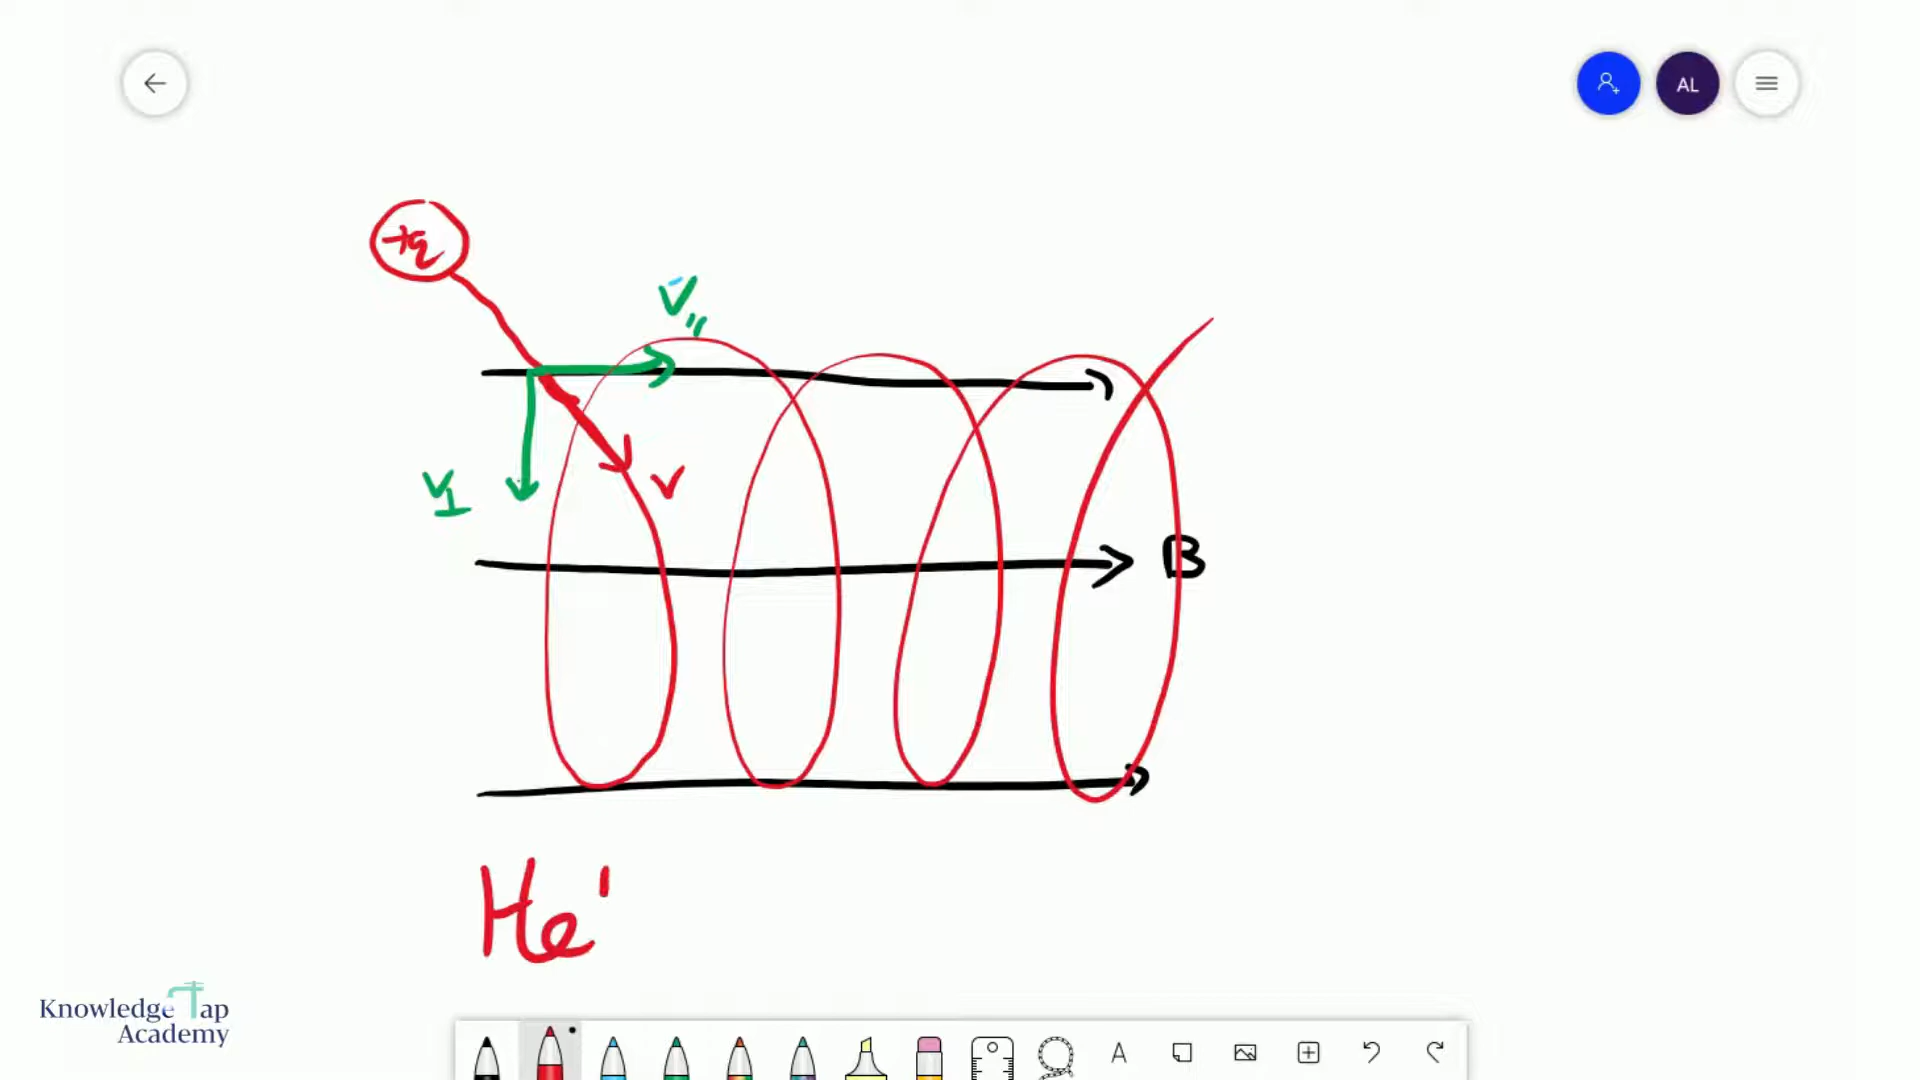 AL
+q
V∥
V
V⊥
B
He'
Knowledge Tap
Academy
A